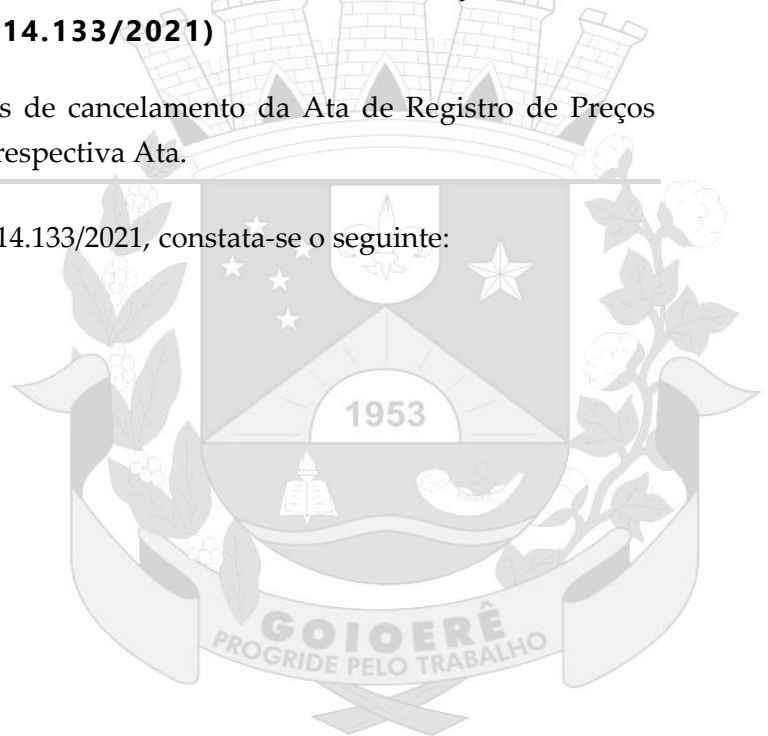 14.133/2021)
s de cancelamento da Ata de Registro de Preços
respectiva Ata.
14.133/2021, constata-se o seguinte:
1953
GOIOERÊ
PROGRIDE PELO TRABALHO